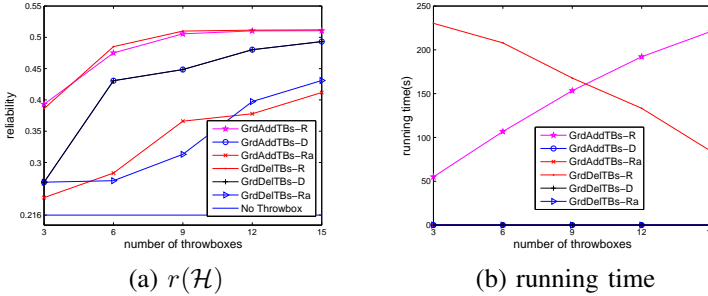 0.55
0.5
0.45
0.4
0.35
0.3
0.216
reliability
3
6
9
12
15
number of throwboxes
GrdAddTBs−R
GrdAddTBs−D
GrdAddTBs−Ra
GrdDelTBs−R
GrdDelTBs−D
GrdDelTBs−Ra
No Throwbox
(a) r(ℋ)
250
200
150
100
50
0
running time(s)
3
6
9
12
number of throwboxes
GrdAddTBs−R
GrdAddTBs−D
GrdAddTBs−Ra
GrdDelTBs−R
GrdDelTBs−D
GrdDelTBs−Ra
(b) running time